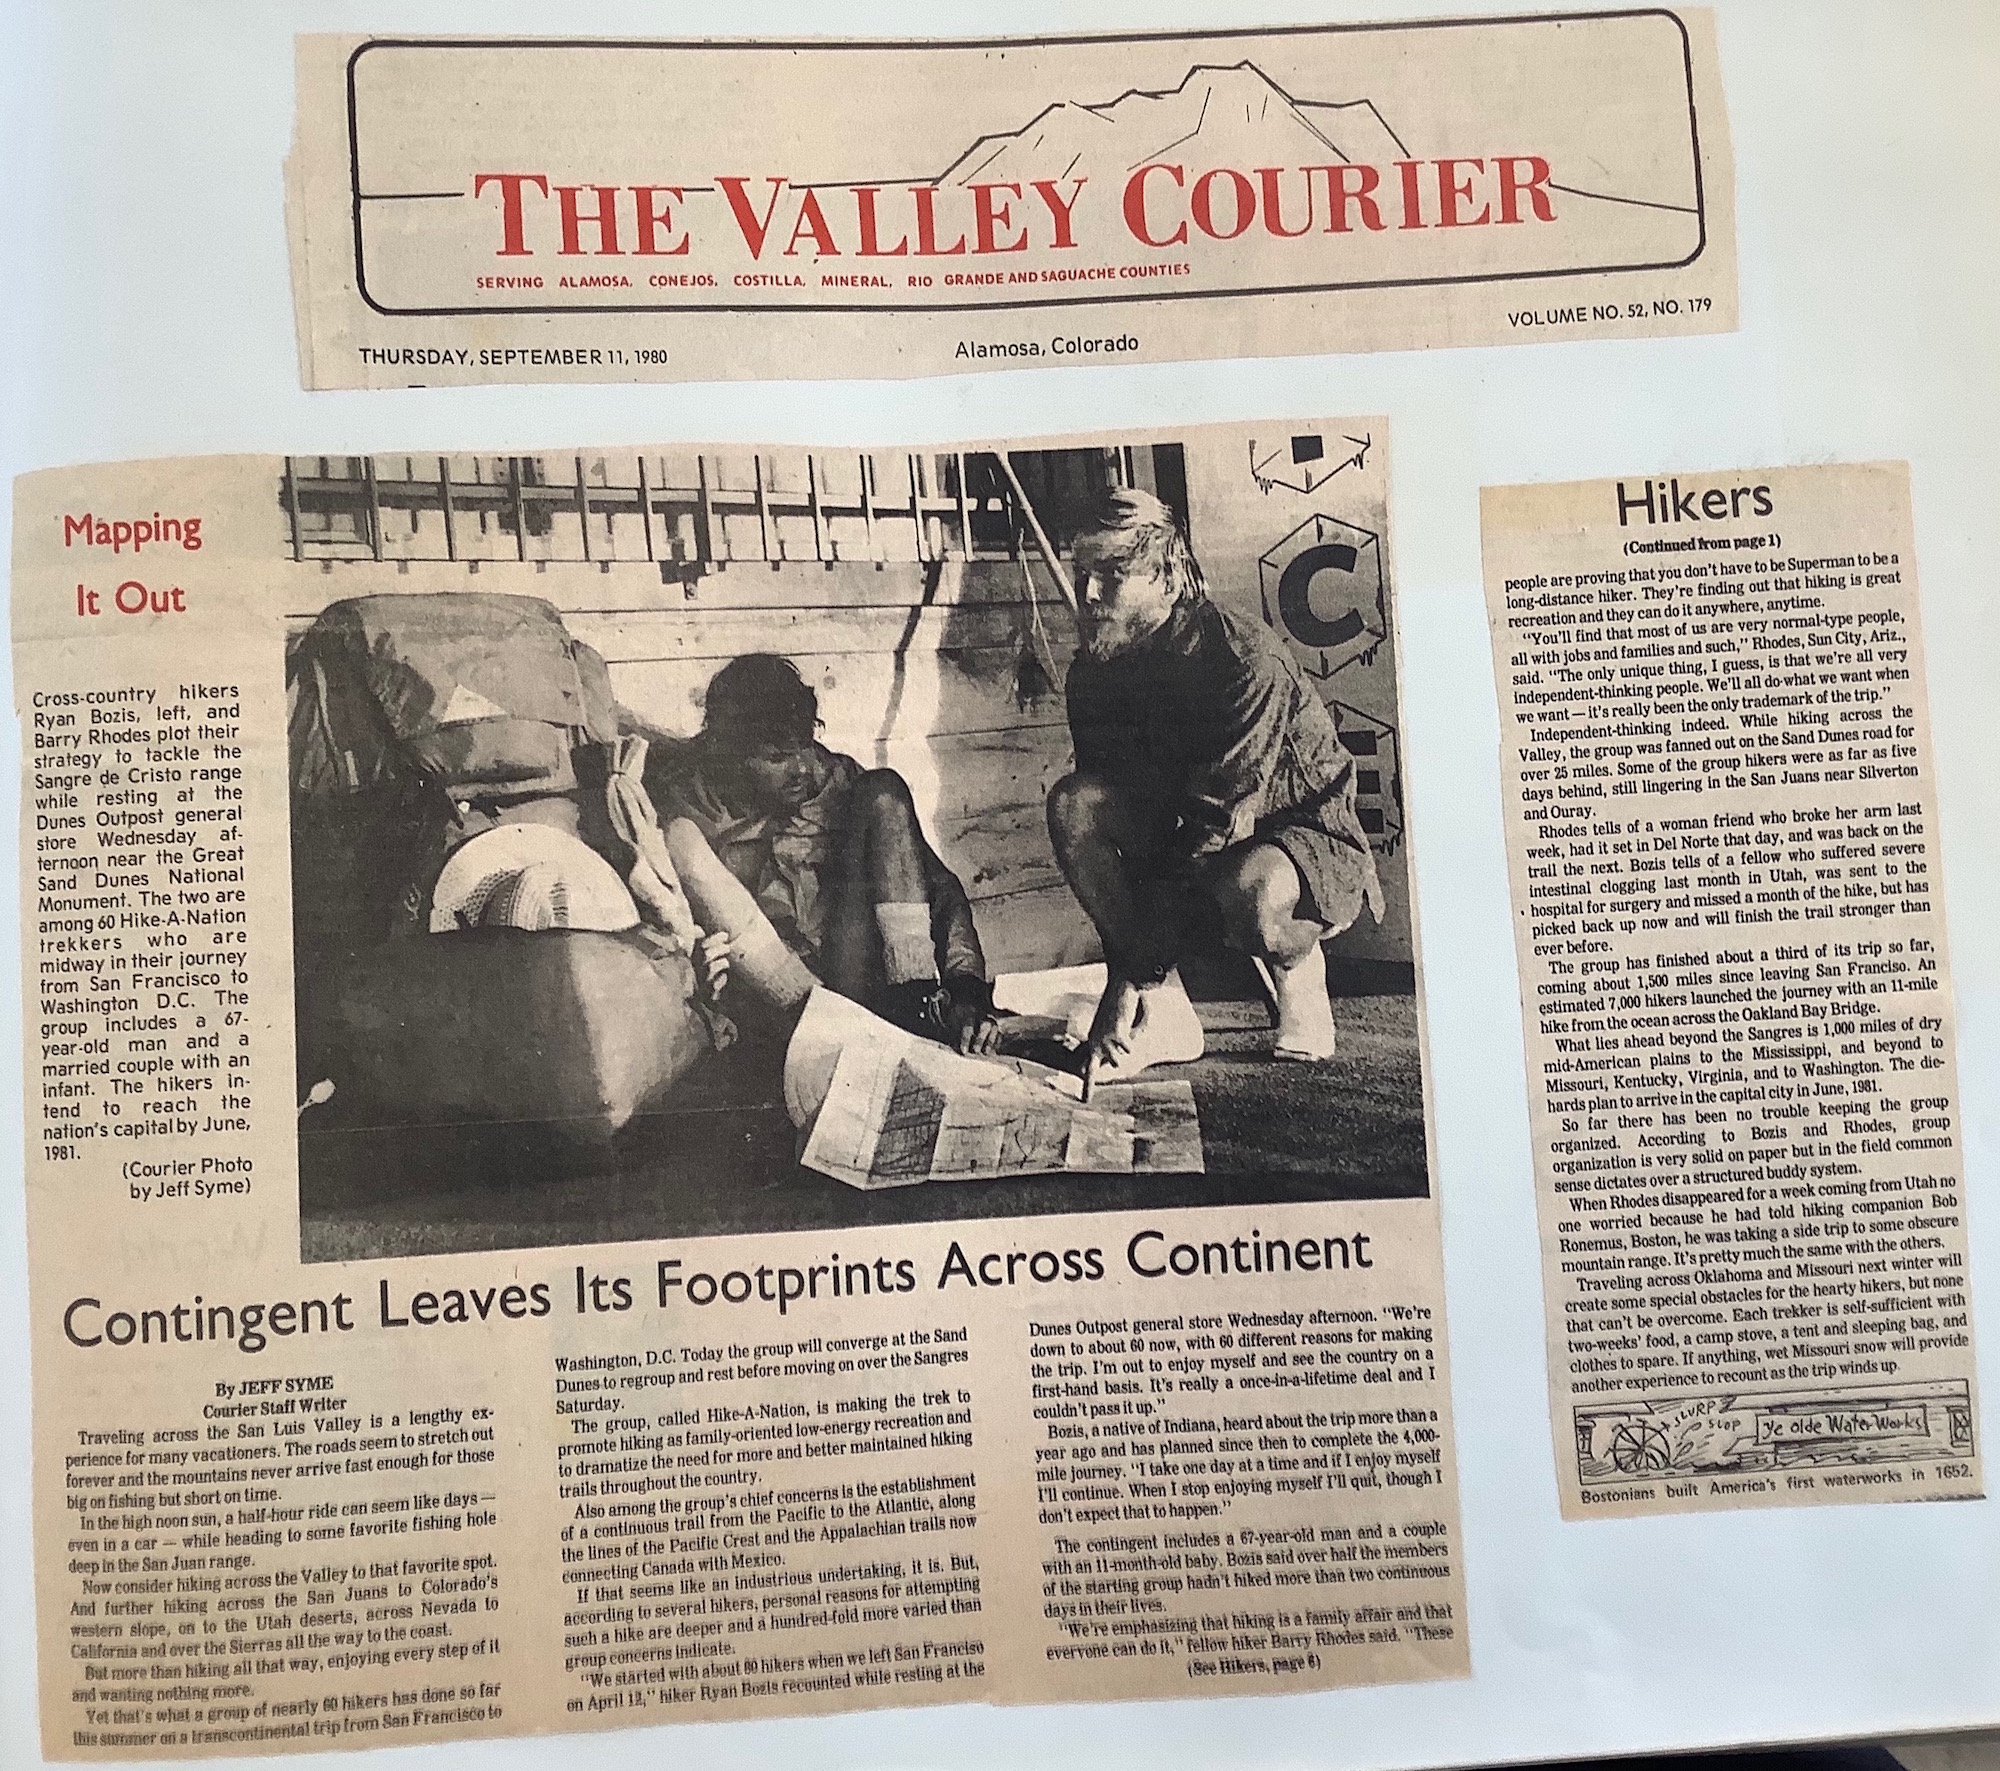 THE VALLEY COURIER
SERVING ALAMOSA, CONEJOS, COSTILLA, MINERAL, RIO GRANDE AND SAGUACHE COUNTIES
THURSDAY, SEPTEMBER 11, 1980
Alamosa, Colorado
VOLUME NO. 52, NO. 179
Mapping
It Out
Cross-country hikers
Ryan Bozis, left, and
Barry Rhodes plot their
strategy to tackle the
Sangre de Cristo range
while resting at the
Dunes Outpost general
store Wednesday af-
ternoon near the Great
Sand Dunes National
Monument. The two are
among 60 Hike-A-Nation
trekkers who are
midway in their journey
from San Francisco to
Washington D.C. The
group includes a 67-
year-old man and a
married couple with an
infant. The hikers in-
tend to reach the
nation's capital by June,
1981.
(Courier Photo
by Jeff Syme)
C
E
Contingent Leaves Its Footprints Across Continent
By JEFF SYME
Courier Staff Writer
Traveling across the San Luis Valley is a lengthy ex-
perience for many vacationers. The roads seem to stretch out
forever and the mountains never arrive fast enough for those
big on fishing but short on time.
In the high noon sun, a half-hour ride can seem like days —
even in a car — while heading to some favorite fishing hole
deep in the San Juan range.
Now consider hiking across the Valley to that favorite spot.
And further hiking across the San Juans to Colorado's
western slope, on to the Utah deserts, across Nevada to
California and over the Sierras all the way to the coast.
But more than hiking all that way, enjoying every step of it
and wanting nothing more.
Yet that's what a group of nearly 60 hikers has done so far
this summer on a transcontinental trip from San Francisco to
Washington, D.C. Today the group will converge at the Sand
Dunes to regroup and rest before moving on over the Sangres
Saturday.
The group, called Hike-A-Nation, is making the trek to
promote hiking as family-oriented low-energy recreation and
to dramatize the need for more and better maintained hiking
trails throughout the country.
Also among the group's chief concerns is the establishment
of a continuous trail from the Pacific to the Atlantic, along
the lines of the Pacific Crest and the Appalachian trails now
connecting Canada with Mexico.
If that seems like an industrious undertaking, it is. But,
according to several hikers, personal reasons for attempting
such a hike are deeper and a hundred-fold more varied than
group concerns indicate.
"We started with about 80 hikers when we left San Franciso
on April 12," hiker Ryan Bozis recounted while resting at the
Dunes Outpost general store Wednesday afternoon. "We're
down to about 60 now, with 60 different reasons for making
the trip. I'm out to enjoy myself and see the country on a
first-hand basis. It's really a once-in-a-lifetime deal and I
couldn't pass it up."
Bozis, a native of Indiana, heard about the trip more than a
year ago and has planned since then to complete the 4,000-
mile journey. "I take one day at a time and if I enjoy myself
I'll continue. When I stop enjoying myself I'll quit, though I
don't expect that to happen."
The contingent includes a 67-year-old man and a couple
with an 11-month-old baby. Bozis said over half the members
of the starting group hadn't hiked more than two continuous
days in their lives.
"We're emphasizing that hiking is a family affair and that
everyone can do it," fellow hiker Barry Rhodes said. "These
(See Hikers, page 6)
Hikers
(Continued from page 1)
people are proving that you don't have to be Superman to be a
long-distance hiker. They're finding out that hiking is great
recreation and they can do it anywhere, anytime.
"You'll find that most of us are very normal-type people,
all with jobs and families and such," Rhodes, Sun City, Ariz.,
said. "The only unique thing, I guess, is that we're all very
independent-thinking people. We'll all do what we want when
we want — it's really been the only trademark of the trip."
Independent-thinking indeed. While hiking across the
Valley, the group was fanned out on the Sand Dunes road for
over 25 miles. Some of the group hikers were as far as five
days behind, still lingering in the San Juans near Silverton
and Ouray.
Rhodes tells of a woman friend who broke her arm last
week, had it set in Del Norte that day, and was back on the
trail the next. Bozis tells of a fellow who suffered severe
intestinal clogging last month in Utah, was sent to the
hospital for surgery and missed a month of the hike, but has
picked back up now and will finish the trail stronger than
ever before.
The group has finished about a third of its trip so far,
coming about 1,500 miles since leaving San Franciso. An
estimated 7,000 hikers launched the journey with an 11-mile
hike from the ocean across the Oakland Bay Bridge.
What lies ahead beyond the Sangres is 1,000 miles of dry
mid-American plains to the Mississippi, and beyond to
Missouri, Kentucky, Virginia, and to Washington. The die-
hards plan to arrive in the capital city in June, 1981.
So far there has been no trouble keeping the group
organized. According to Bozis and Rhodes, group
organization is very solid on paper but in the field common
sense dictates over a structured buddy system.
When Rhodes disappeared for a week coming from Utah no
one worried because he had told hiking companion Bob
Ronemus, Boston, he was taking a side trip to some obscure
mountain range. It's pretty much the same with the others.
Traveling across Oklahoma and Missouri next winter will
create some special obstacles for the hearty hikers, but none
that can't be overcome. Each trekker is self-sufficient with
two-weeks' food, a camp stove, a tent and sleeping bag, and
clothes to spare. If anything, wet Missouri snow will provide
another experience to recount as the trip winds up.
SLURP
SLOP
Ye olde WaterWorks
Bostonians built America's first waterworks in 1652.